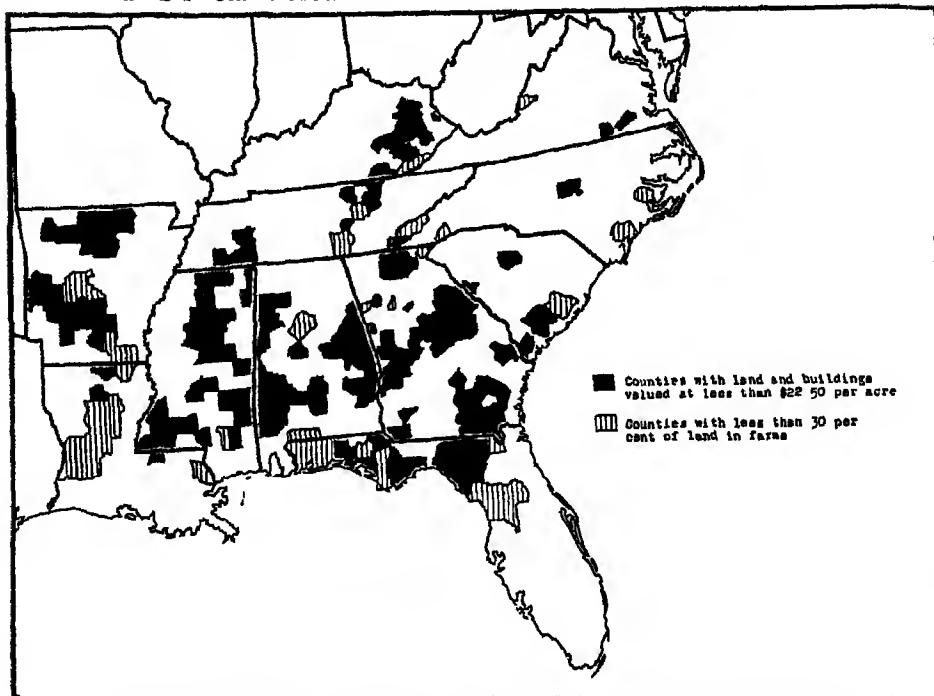 Counties with land and buildings
valued at less than $22 50 per acre
Counties with less than 30 per
cent of land in farms